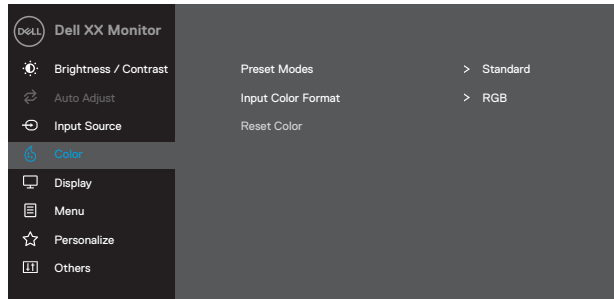 DELL Dell XX Monitor
Brightness / Contrast Preset Modes > Standard
Auto Adjust Input Color Format > RGB
Input Source Reset Color
Color
Display
Menu
Personalize
Others